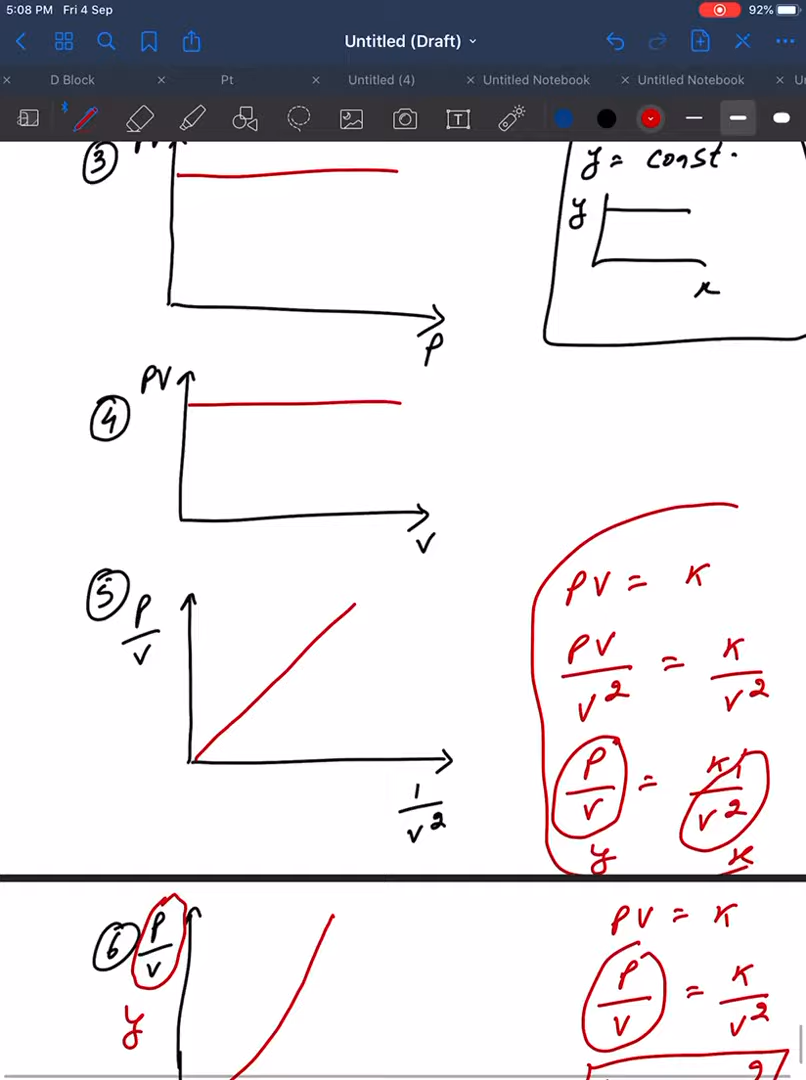 5:08 PM Fri 4 Sep
92%
Untitled (Draft)
D Block
Pt
Untitled (4)
Untitled Notebook
Untitled Notebook
T
③
P
y = const.
y
x
④ PV
V
⑤ P/V
1/V²
PV = K
PV/V² = K/V²
P/V = K1/V²
y x
⑥ P/V
y
PV = K
P/V = K/V²